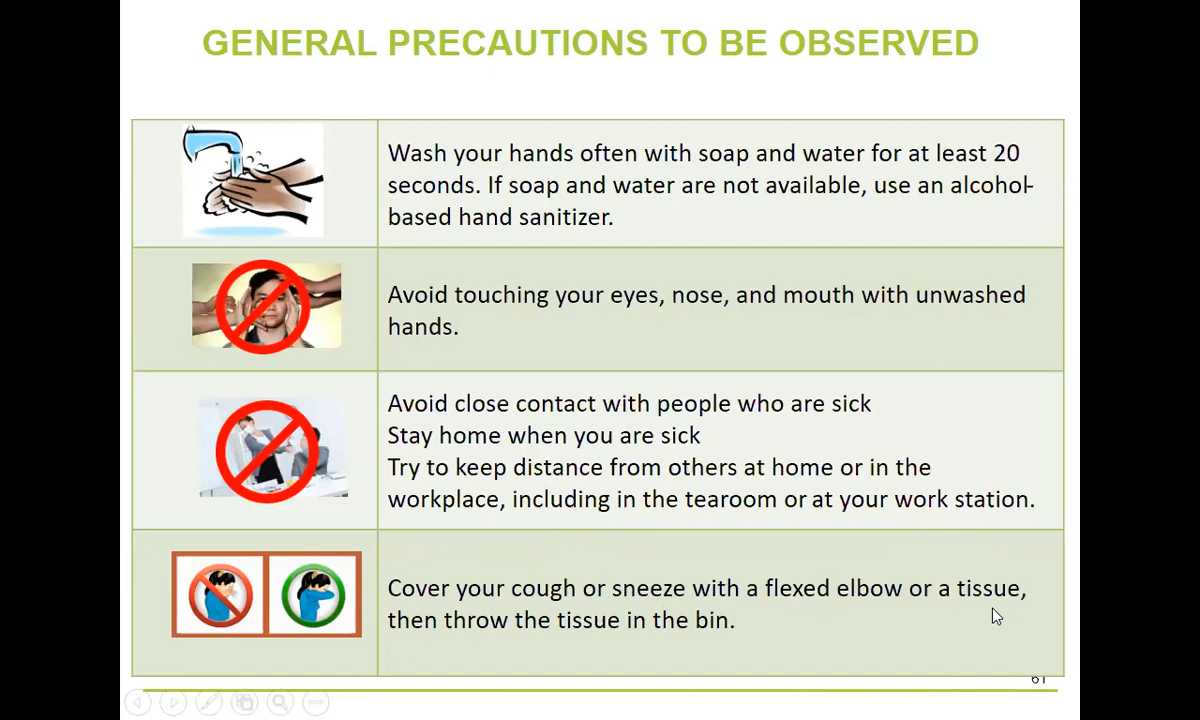 GENERAL PRECAUTIONS TO BE OBSERVED
Wash your hands often with soap and water for at least 20
seconds. If soap and water are not available, use an alcohol-
based hand sanitizer.
Avoid touching your eyes, nose, and mouth with unwashed
hands.
Avoid close contact with people who are sick
Stay home when you are sick
Try to keep distance from others at home or in the
workplace, including in the tearoom or at your work station.
Cover your cough or sneeze with a flexed elbow or a tissue,
then throw the tissue in the bin.
61